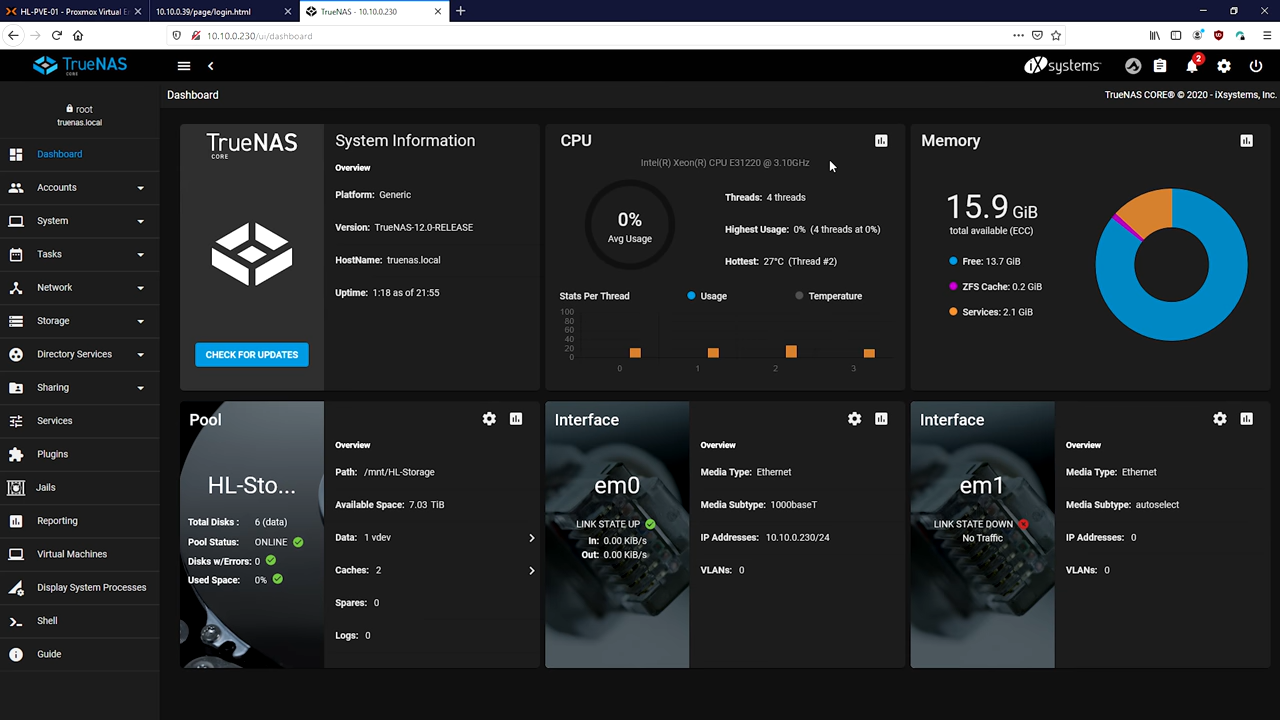 HL-PVE-01 - Proxmox Virtual E
10.10.0.39/page/login.html
TrueNAS - 10.10.0.230
10.10.0.230/ui/dashboard
TrueNAS
CORE
iXsystems
2
root
truenas.local
Dashboard
TrueNAS CORE® © 2020 - iXsystems, Inc.
Dashboard
Accounts
System
Tasks
Network
Storage
Directory Services
Sharing
Services
Plugins
Jails
Reporting
Virtual Machines
Display System Processes
Shell
Guide
TrueNAS
CORE
CHECK FOR UPDATES
System Information
Overview
Platform: Generic
Version: TrueNAS-12.0-RELEASE
HostName: truenas.local
Uptime: 1:18 as of 21:55
CPU
Intel(R) Xeon(R) CPU E31220 @ 3.10GHz
0%
Avg Usage
Threads: 4 threads
Highest Usage: 0% (4 threads at 0%)
Hottest: 27°C (Thread #2)
Stats Per Thread
Usage
Temperature
100
80
60
40
20
0
0
1
2
3
Memory
15.9 GiB
total available (ECC)
Free: 13.7 GiB
ZFS Cache: 0.2 GiB
Services: 2.1 GiB
Pool
HL-Sto...
Total Disks : 6 (data)
Pool Status: ONLINE
Disks w/Errors: 0
Used Space: 0%
Overview
Path: /mnt/HL-Storage
Available Space: 7.03 TiB
Data: 1 vdev
Caches: 2
Spares: 0
Logs: 0
Interface
em0
LINK STATE UP
In: 0.00 KiB/s
Out: 0.00 KiB/s
Overview
Media Type: Ethernet
Media Subtype: 1000baseT
IP Addresses: 10.10.0.230/24
VLANs: 0
Interface
em1
LINK STATE DOWN
No Traffic
Overview
Media Type: Ethernet
Media Subtype: autoselect
IP Addresses: 0
VLANs: 0